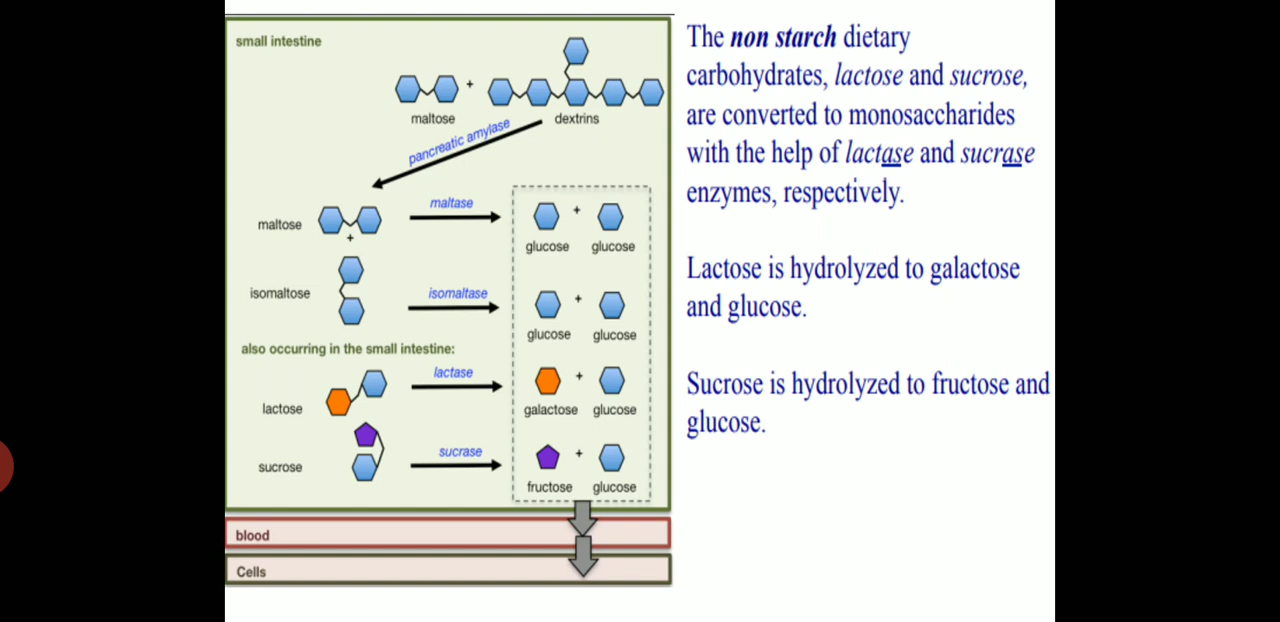 small intestine
+
maltose
dextrins
pancreatic amylase
maltose
+
maltase
+
glucose
glucose
isomaltose
isomaltase
+
glucose
glucose
also occurring in the small intestine:
lactose
lactase
+
galactose
glucose
sucrose
sucrase
+
fructose
glucose
blood
Cells
The non starch dietary
carbohydrates, lactose and sucrose,
are converted to monosaccharides
with the help of lactase and sucrase
enzymes, respectively.
Lactose is hydrolyzed to galactose
and glucose.
Sucrose is hydrolyzed to fructose and
glucose.